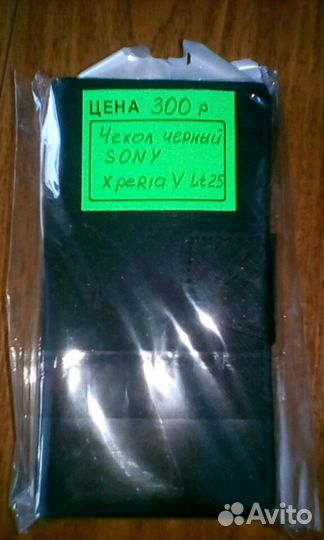 ЦЕНА 300 р
Чехол черный
SONY
XpeRia V Lt25
Avito